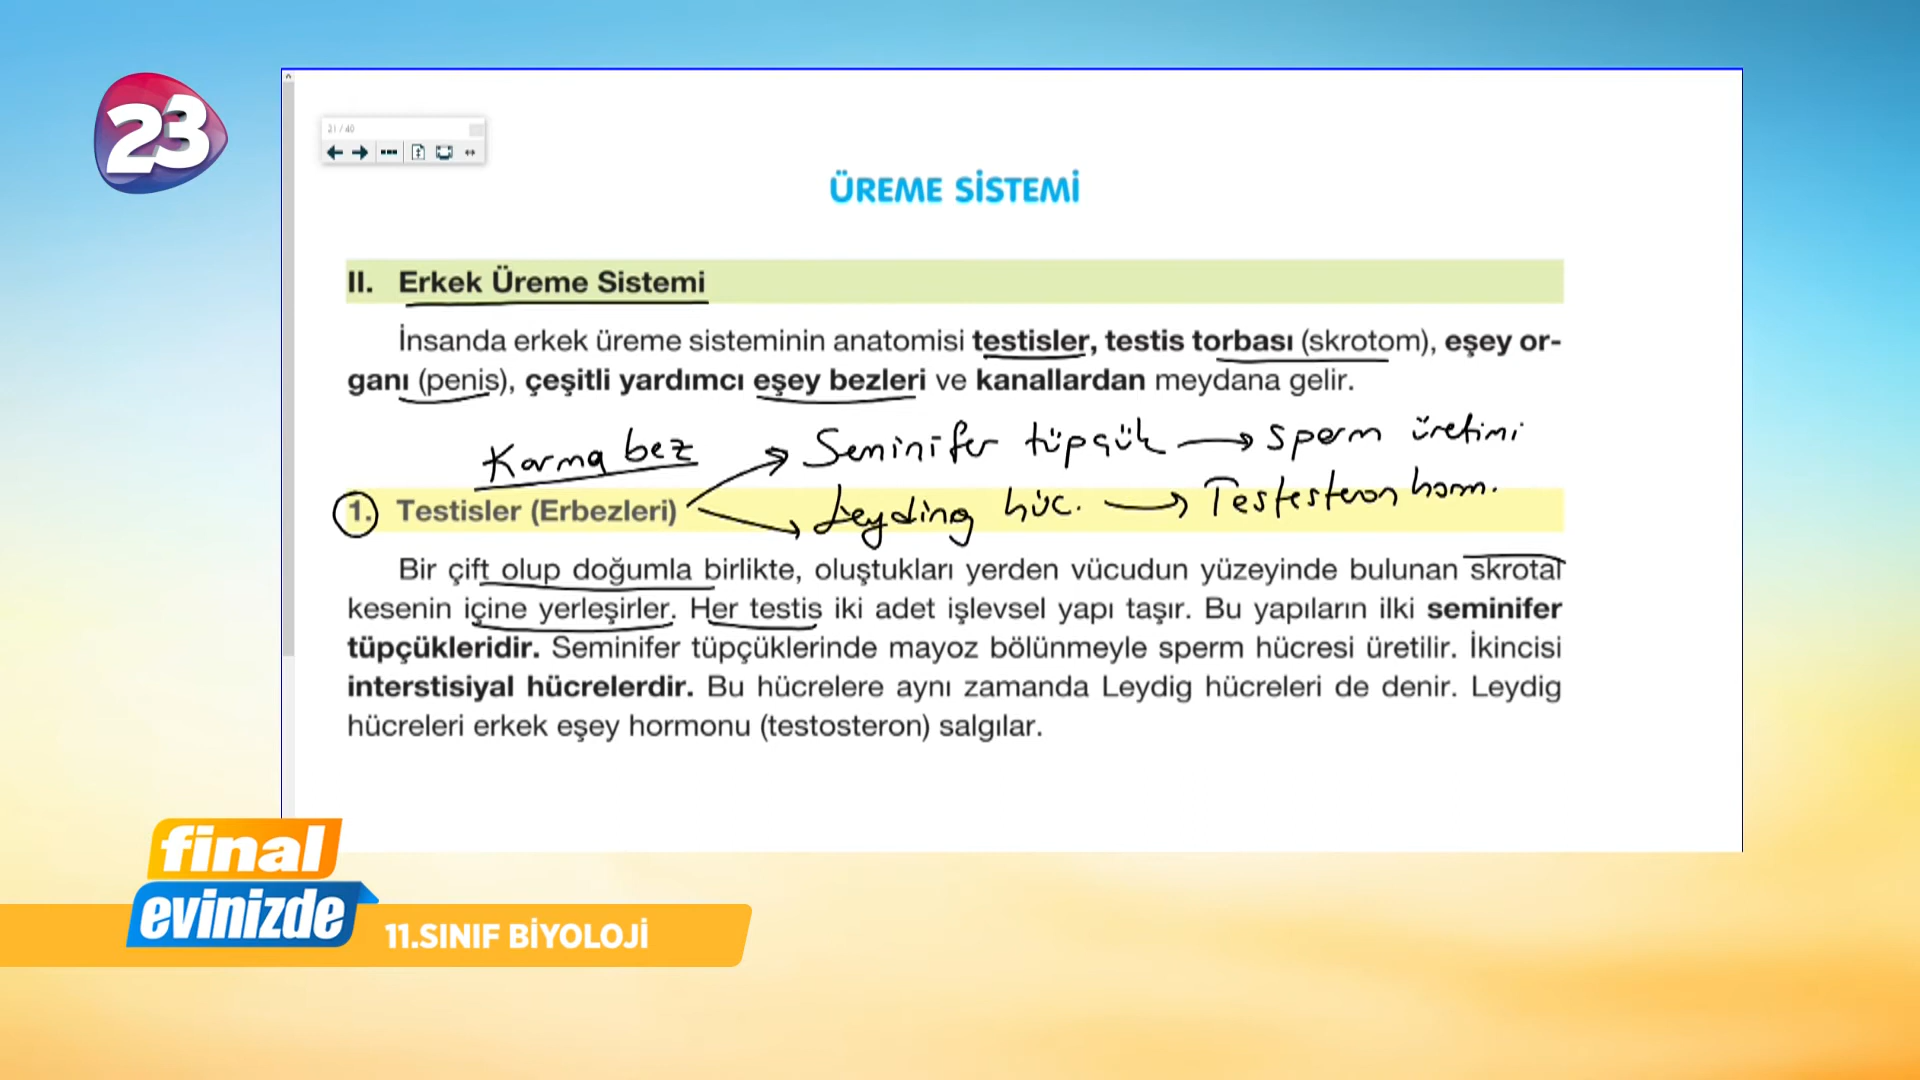 23
21 / 40
ÜREME SİSTEMİ
II. Erkek Üreme Sistemi
İnsanda erkek üreme sisteminin anatomisi testisler, testis torbası (skrotom), eşey or-
ganı (penis), çeşitli yardımcı eşey bezleri ve kanallardan meydana gelir.
Karma bez
Seminifer tüpçük → sperm üretimi
1. Testisler (Erbezleri)
Leyding hüc. → Testesteron horm.
Bir çift olup doğumla birlikte, oluştukları yerden vücudun yüzeyinde bulunan skrotal
kesenin içine yerleşirler. Her testis iki adet işlevsel yapı taşır. Bu yapıların ilki seminifer
tüpçükleridir. Seminifer tüpçüklerinde mayoz bölünmeyle sperm hücresi üretilir. İkincisi
interstisiyal hücrelerdir. Bu hücrelere aynı zamanda Leydig hücreleri de denir. Leydig
hücreleri erkek eşey hormonu (testosteron) salgılar.
final
evinizde
11.SINIF BİYOLOJİ